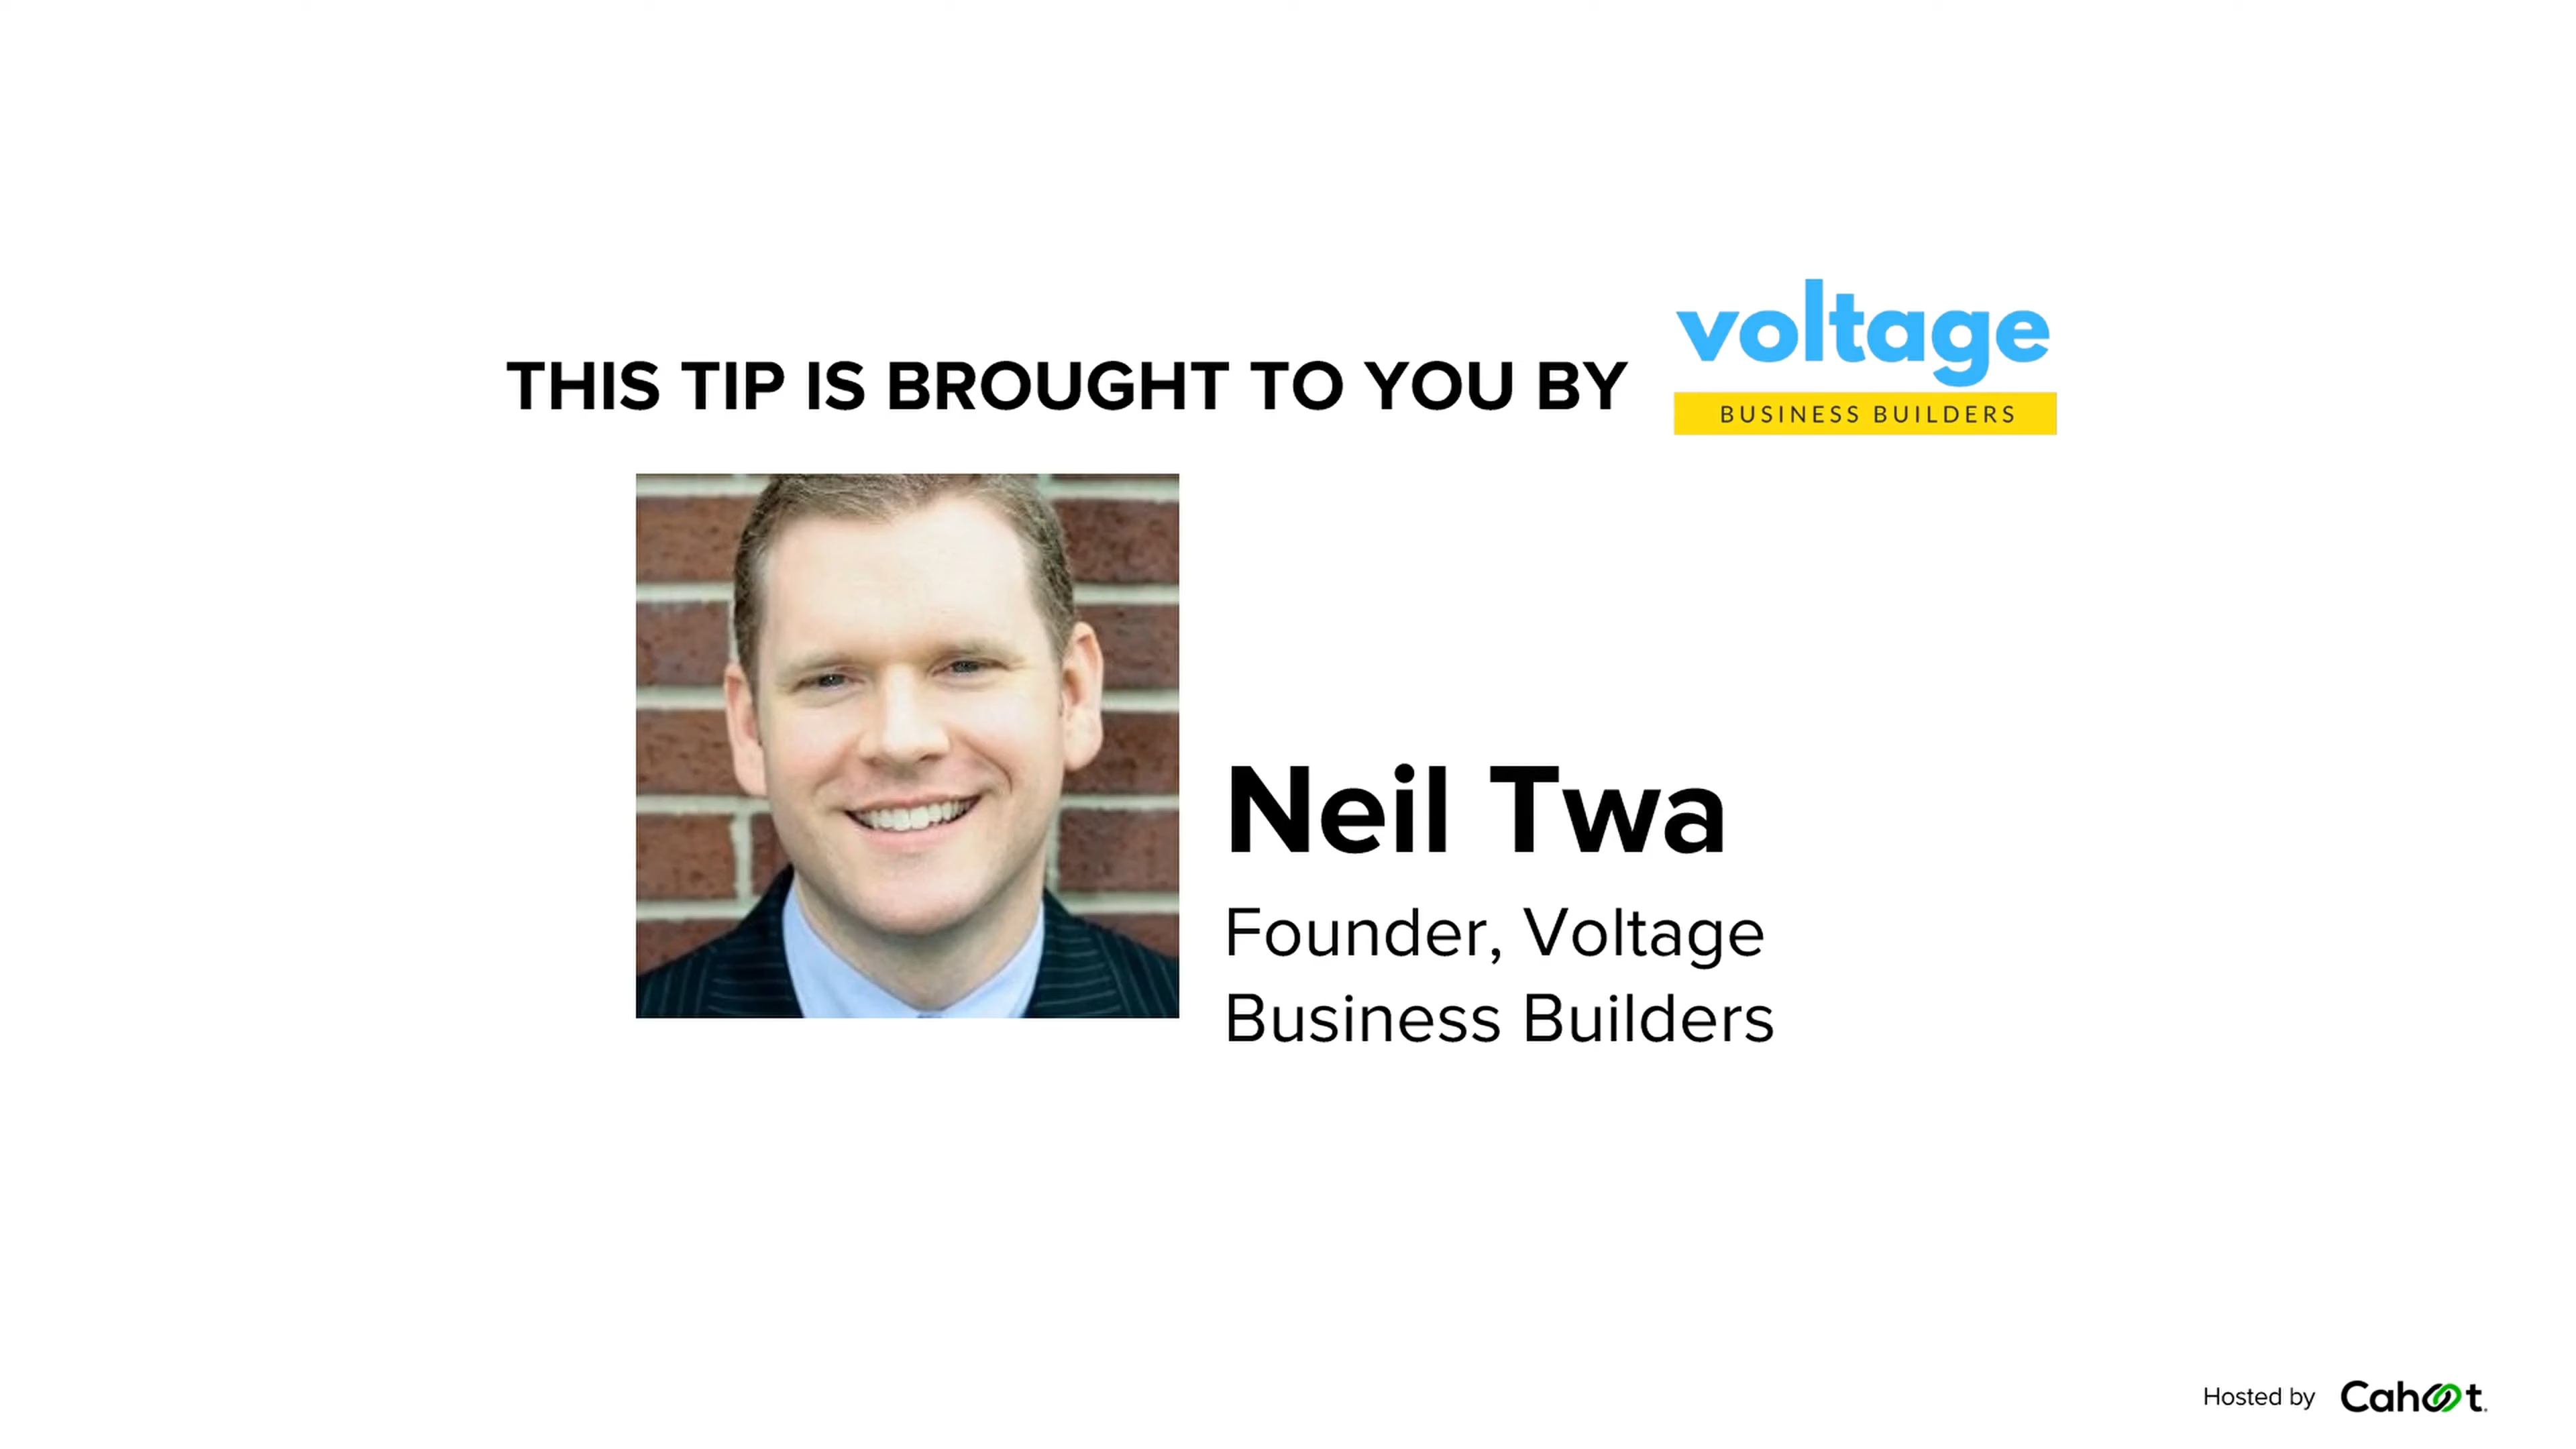 THIS TIP IS BROUGHT TO YOU BY
voltage
BUSINESS BUILDERS
Neil Twa
Founder, Voltage
Business Builders
Hosted by Cahoot.